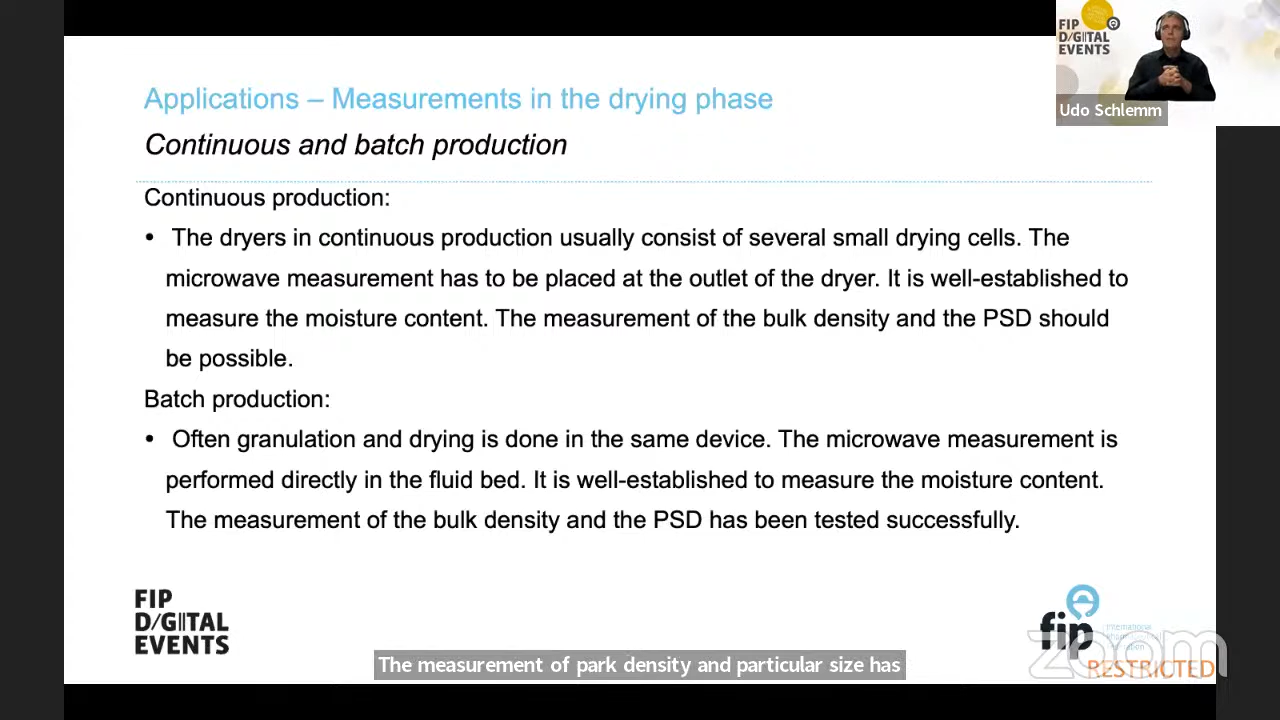 FIP
D/G/TAL
EVENTS
Udo Schlemm
Applications – Measurements in the drying phase
Continuous and batch production
Continuous production:
• The dryers in continuous production usually consist of several small drying cells. The
microwave measurement has to be placed at the outlet of the dryer. It is well-established to
measure the moisture content. The measurement of the bulk density and the PSD should
be possible.
Batch production:
• Often granulation and drying is done in the same device. The microwave measurement is
performed directly in the fluid bed. It is well-established to measure the moisture content.
The measurement of the bulk density and the PSD has been tested successfully.
FIP
D/GITAL
EVENTS
fip
zoom
RESTRICTED
The measurement of park density and particular size has